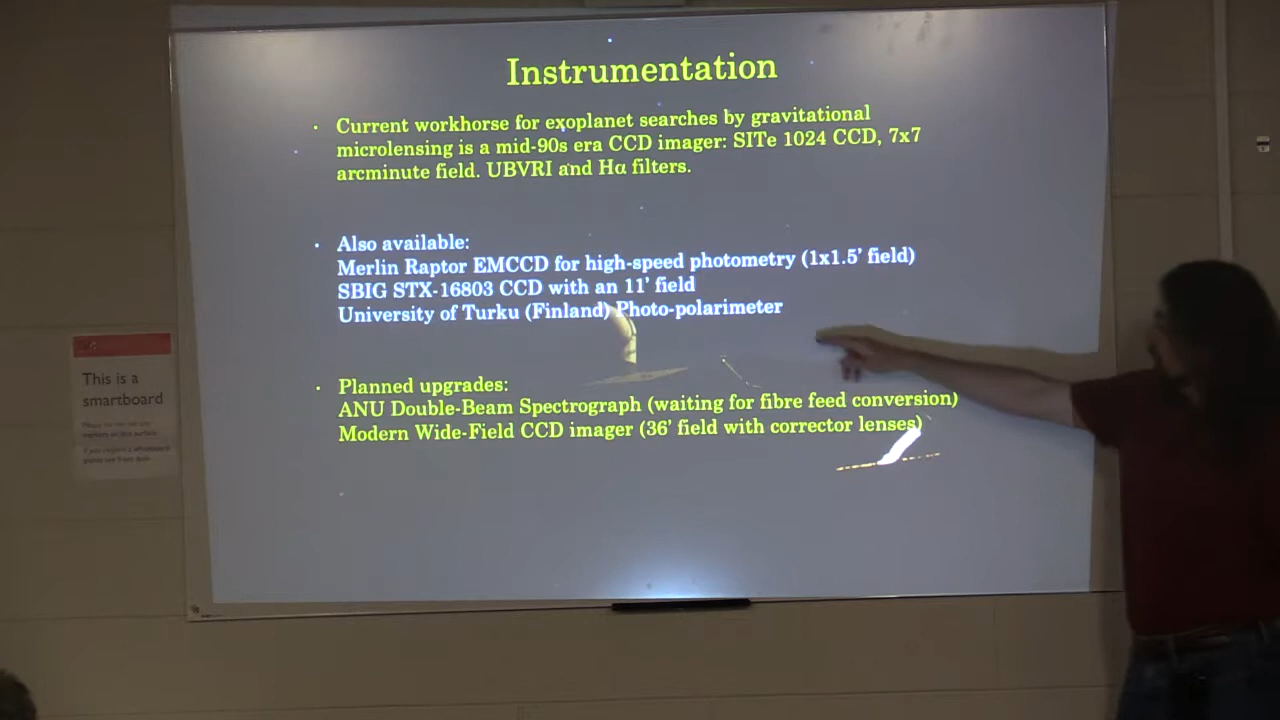 Instrumentation
· Current workhorse for exoplanet searches by gravitational
microlensing is a mid-90s era CCD imager: SITe 1024 CCD, 7x7
arcminute field. UBVRI and Hα filters.
· Also available:
Merlin Raptor EMCCD for high-speed photometry (1x1.5' field)
SBIG STX-16803 CCD with an 11' field
University of Turku (Finland) Photo-polarimeter
· Planned upgrades:
ANU Double-Beam Spectrograph (waiting for fibre feed conversion)
Modern Wide-Field CCD imager (36' field with corrector lenses)
This is a
smartboard